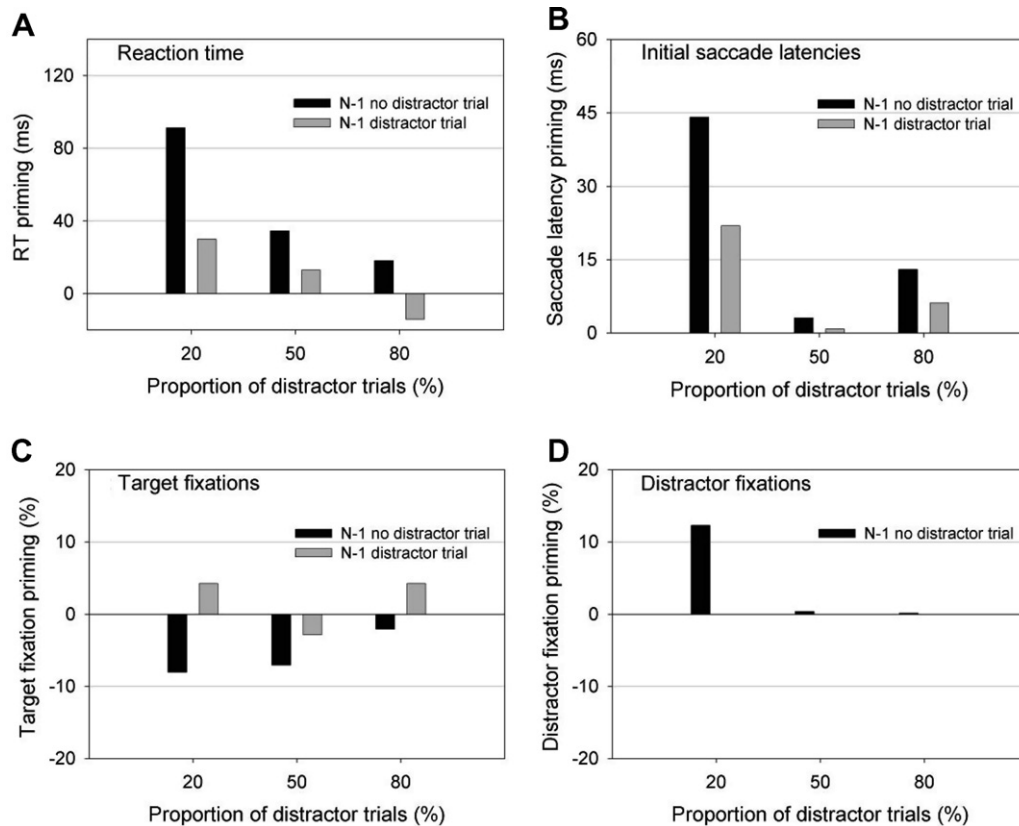 A
Reaction time
N-1 no distractor trial
N-1 distractor trial
RT priming (ms)
120
80
40
0
20 50 80
Proportion of distractor trials (%)
B
Initial saccade latencies
N-1 no distractor trial
N-1 distractor trial
Saccade latency priming (ms)
60
45
30
15
0
20 50 80
Proportion of distractor trials (%)
C
Target fixations
N-1 no distractor trial
N-1 distractor trial
Target fixation priming (%)
20
10
0
-10
-20
20 50 80
Proportion of distractor trials (%)
D
Distractor fixations
N-1 no distractor trial
Distractor fixation priming (%)
20
10
0
-10
-20
20 50 80
Proportion of distractor trials (%)